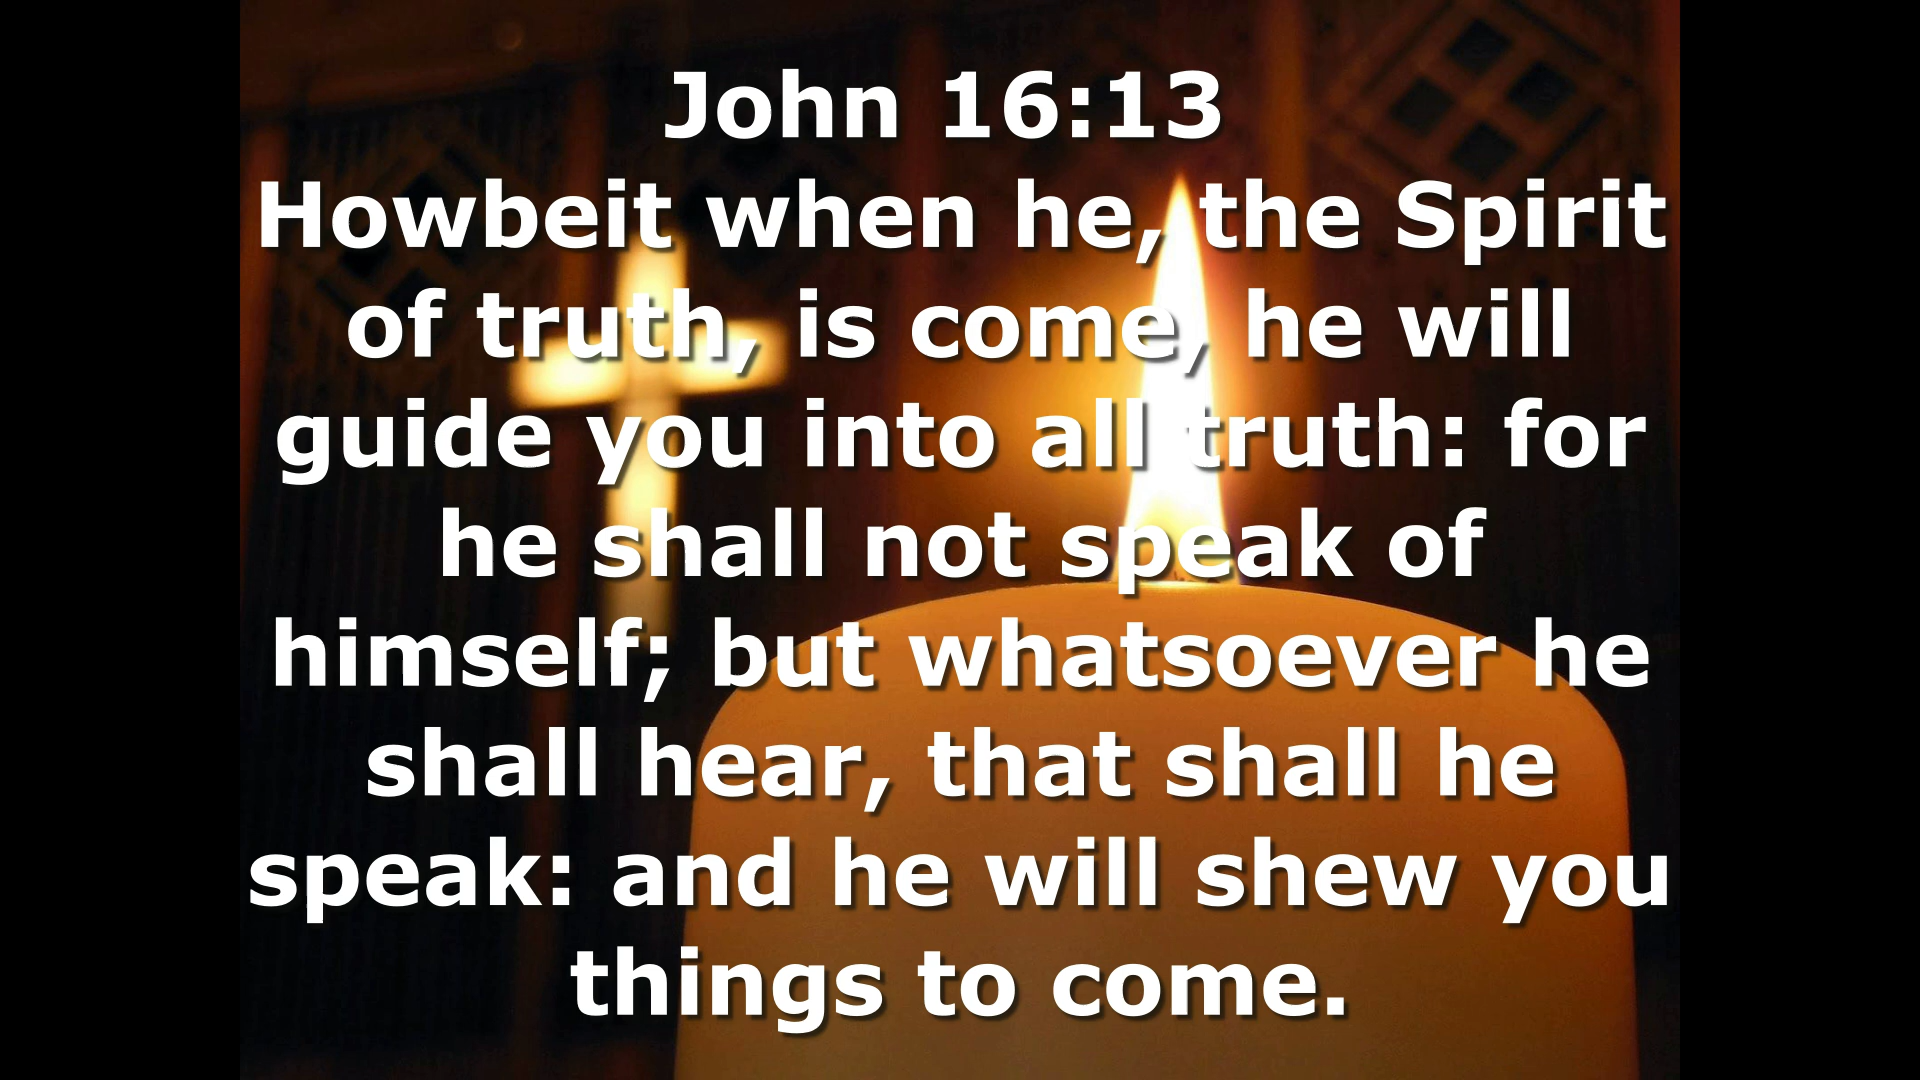 John 16:13
Howbeit when he, the Spirit
of truth, is come, he will
guide you into all truth: for
he shall not speak of
himself; but whatsoever he
shall hear, that shall he
speak: and he will shew you
things to come.